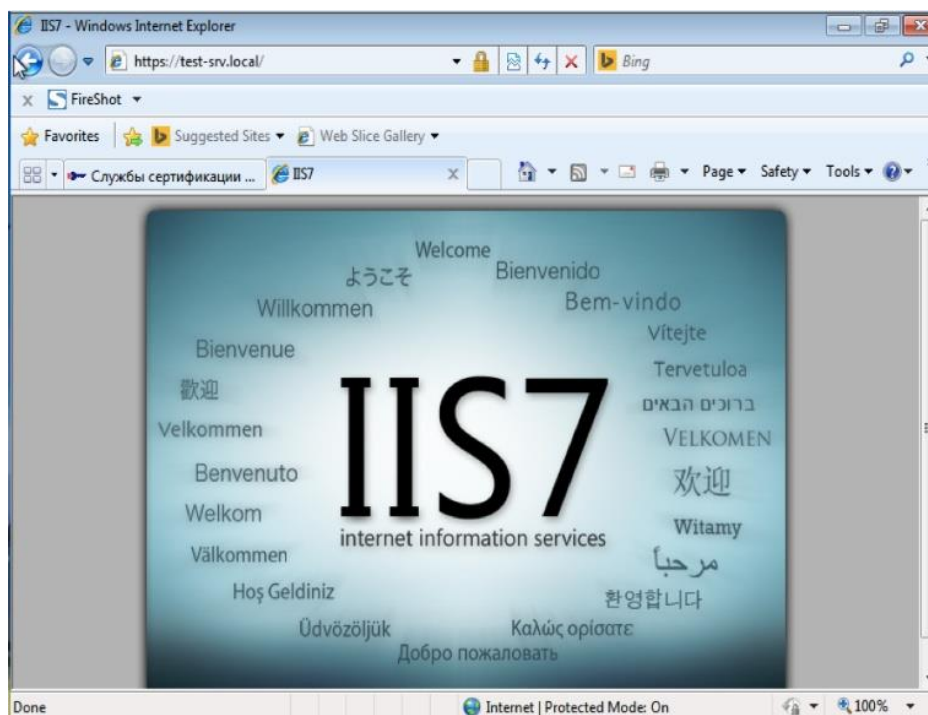 IIS7 - Windows Internet Explorer
https://test-srv.local/
Bing
x FireShot
Favorites Suggested Sites Web Slice Gallery
Службы сертификации ... IIS7 x Page Safety Tools
Welcome
ようこそ Bienvenido
Willkommen Bem-vindo
Vítejte
Bienvenue
Tervetuloa
歡迎
ברוכים הבאים
Velkommen VELKOMEN
Benvenuto 欢迎
IIS7
Welkom Witamy
internet information services
Välkommen مرحباً
Hoş Geldiniz 환영합니다
Üdvözöljük Καλώς ορίσατε
Добро пожаловать
Done Internet | Protected Mode: On 100%